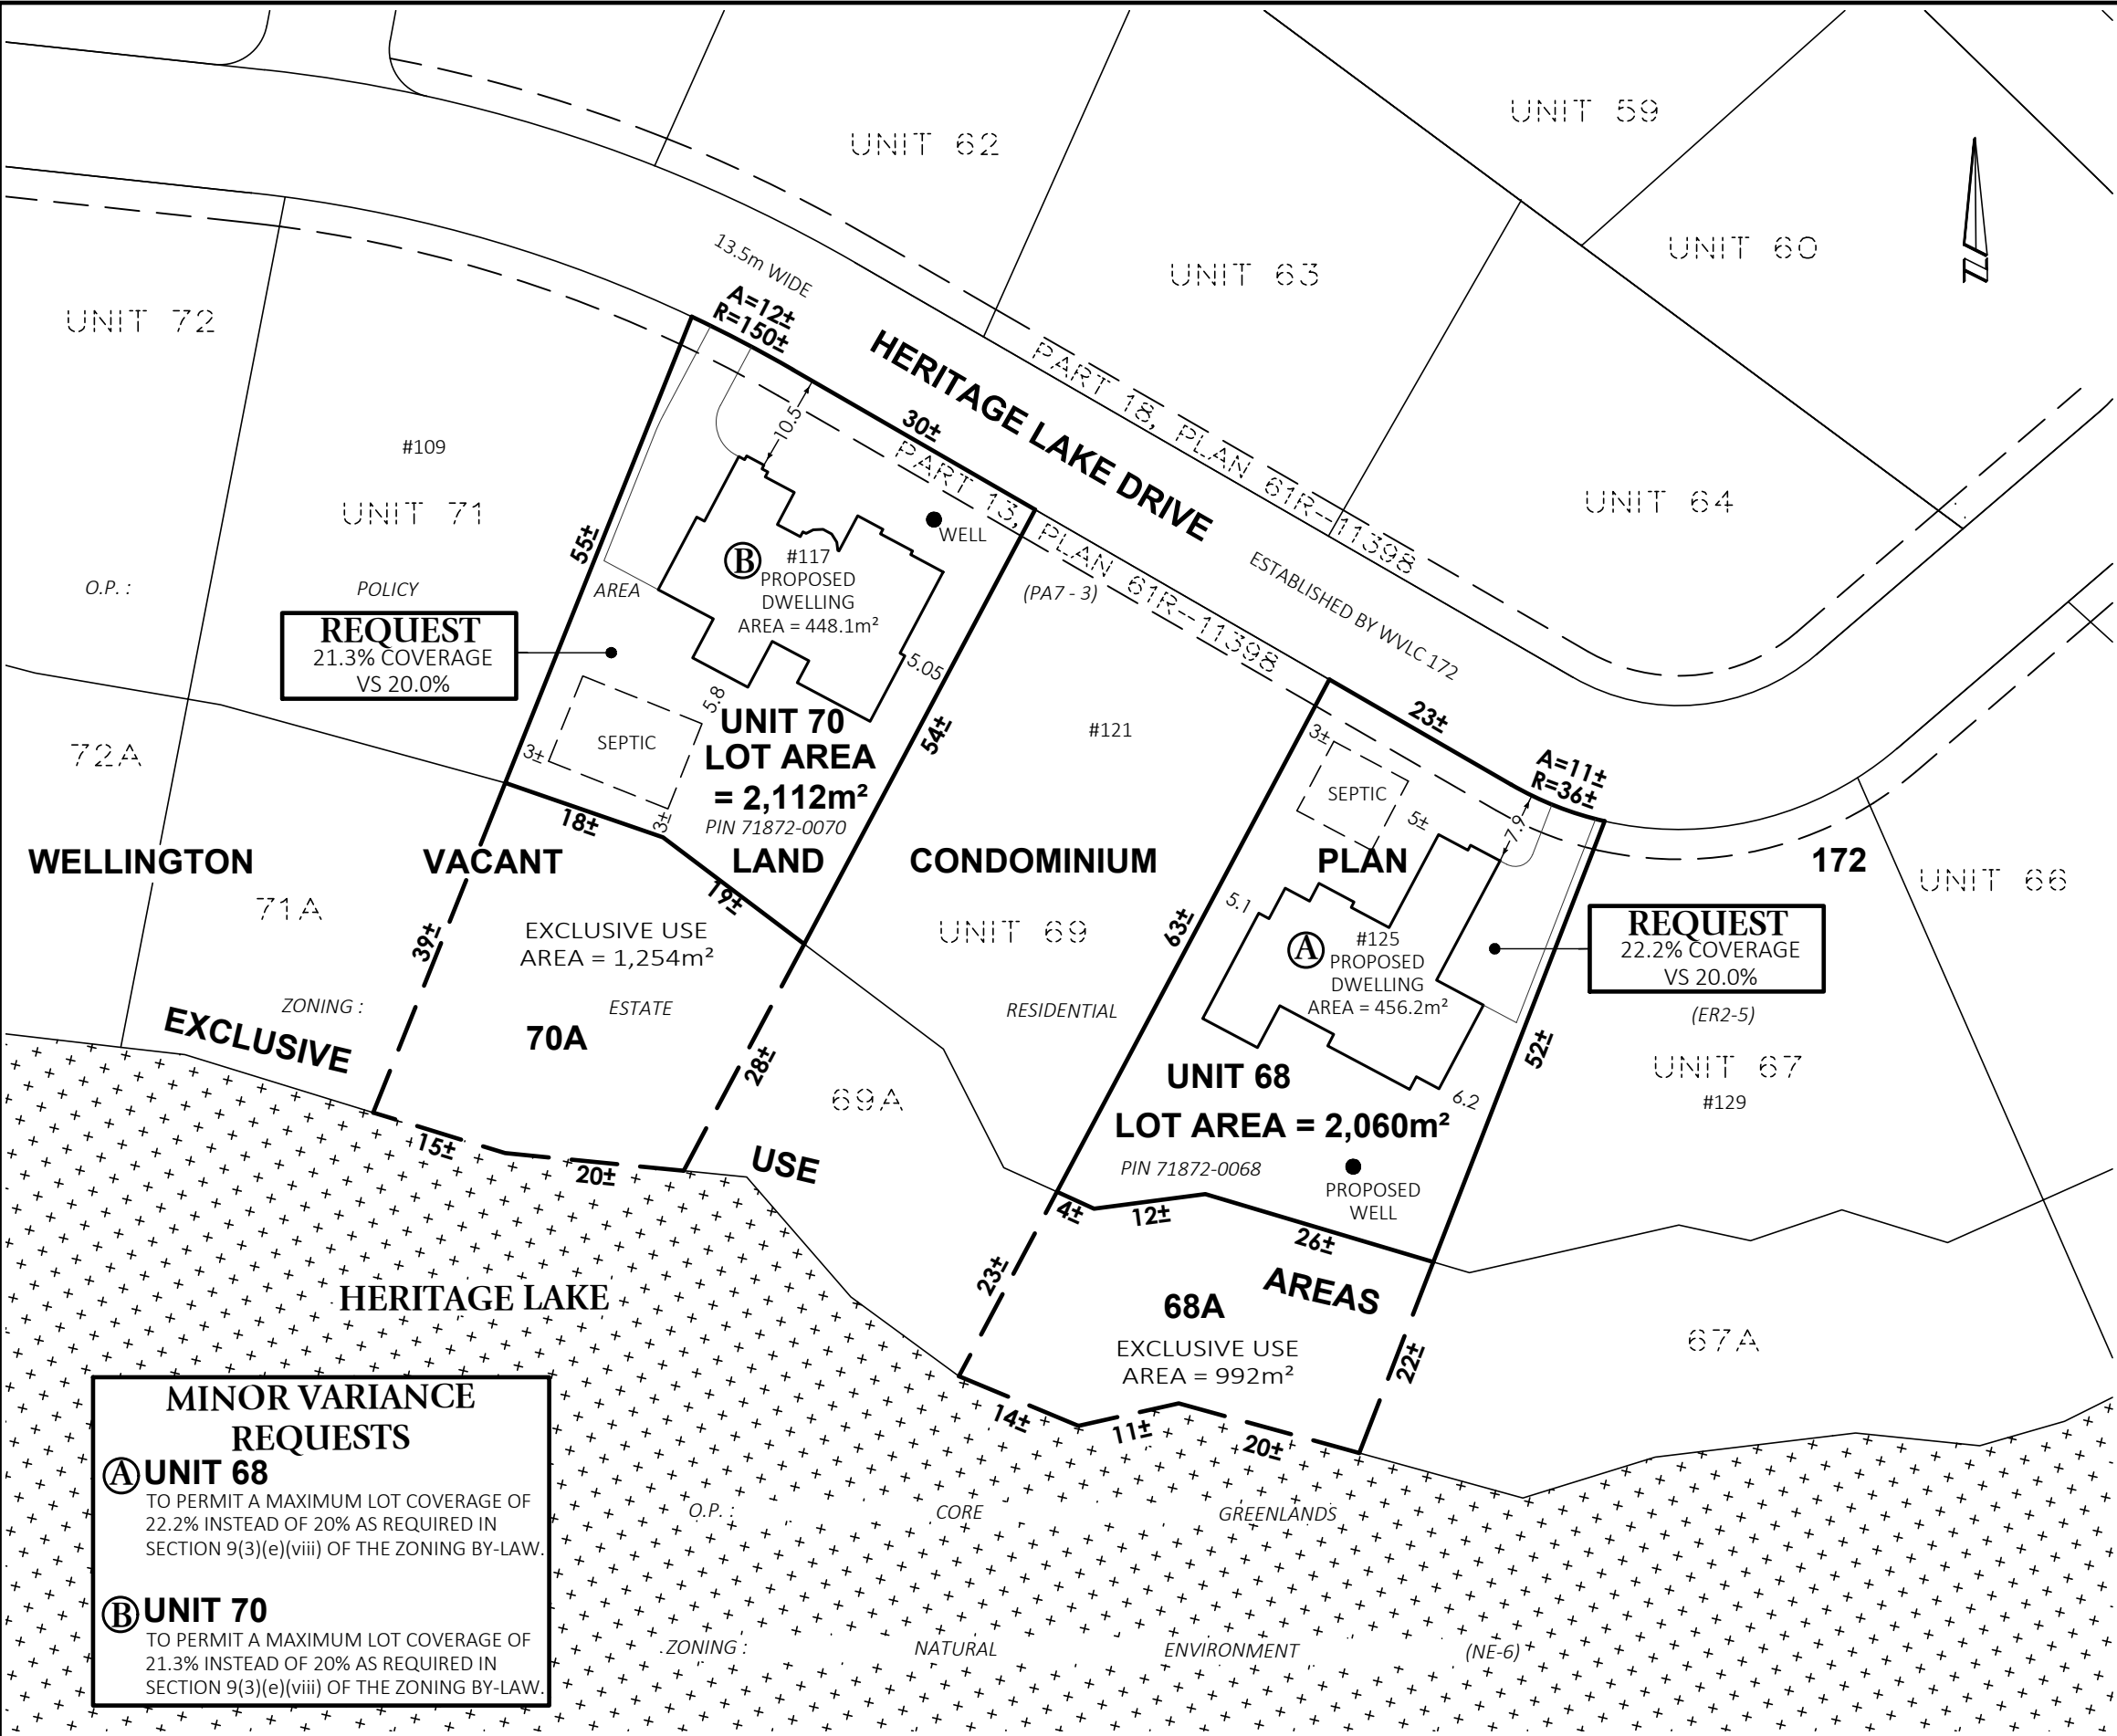 UNIT 59
UNIT 62
UNIT 60
UNIT 63
13.5m WIDE
N
UNIT 72
A=12±
R=150±
HERITAGE LAKE DRIVE
PART 18, PLAN 61R-11398
30±
10.5
PART 13, PLAN 61R-11398
#109
UNIT 71
UNIT 64
WELL
55±
B
#117
PROPOSED
DWELLING
AREA = 448.1m²
ESTABLISHED BY WVLC 172
O.P. :
POLICY
AREA
(PA7 - 3)
REQUEST
21.3% COVERAGE
VS 20.0%
5.05
5.8
54±
UNIT 70
LOT AREA
= 2,112m²
PIN 71872-0070
SEPTIC
3±
3±
18±
19±
72A
#121
23±
A=11±
R=36±
3±
SEPTIC
5±
7.9
WELLINGTON
VACANT
LAND
CONDOMINIUM
PLAN
172
71A
39±
EXCLUSIVE USE
AREA = 1,254m²
UNIT 69
63±
5.1
UNIT 66
A
#125
PROPOSED
DWELLING
AREA = 456.2m²
REQUEST
22.2% COVERAGE
VS 20.0%
ZONING :
ESTATE
RESIDENTIAL
(ER2-5)
EXCLUSIVE
70A
28±
52±
UNIT 67
#129
69A
6.2
UNIT 68
LOT AREA = 2,060m²
PIN 71872-0068
PROPOSED
WELL
15±
20±
USE
4±
12±
26±
23±
AREAS
HERITAGE LAKE
68A
EXCLUSIVE USE
AREA = 992m²
22±
67A
14±
11±
20±
MINOR VARIANCE
REQUESTS
A UNIT 68
TO PERMIT A MAXIMUM LOT COVERAGE OF
22.2% INSTEAD OF 20% AS REQUIRED IN
SECTION 9(3)(e)(viii) OF THE ZONING BY-LAW.
B UNIT 70
TO PERMIT A MAXIMUM LOT COVERAGE OF
21.3% INSTEAD OF 20% AS REQUIRED IN
SECTION 9(3)(e)(viii) OF THE ZONING BY-LAW.
O.P. :
CORE
GREENLANDS
ZONING :
NATURAL
ENVIRONMENT
(NE-6)